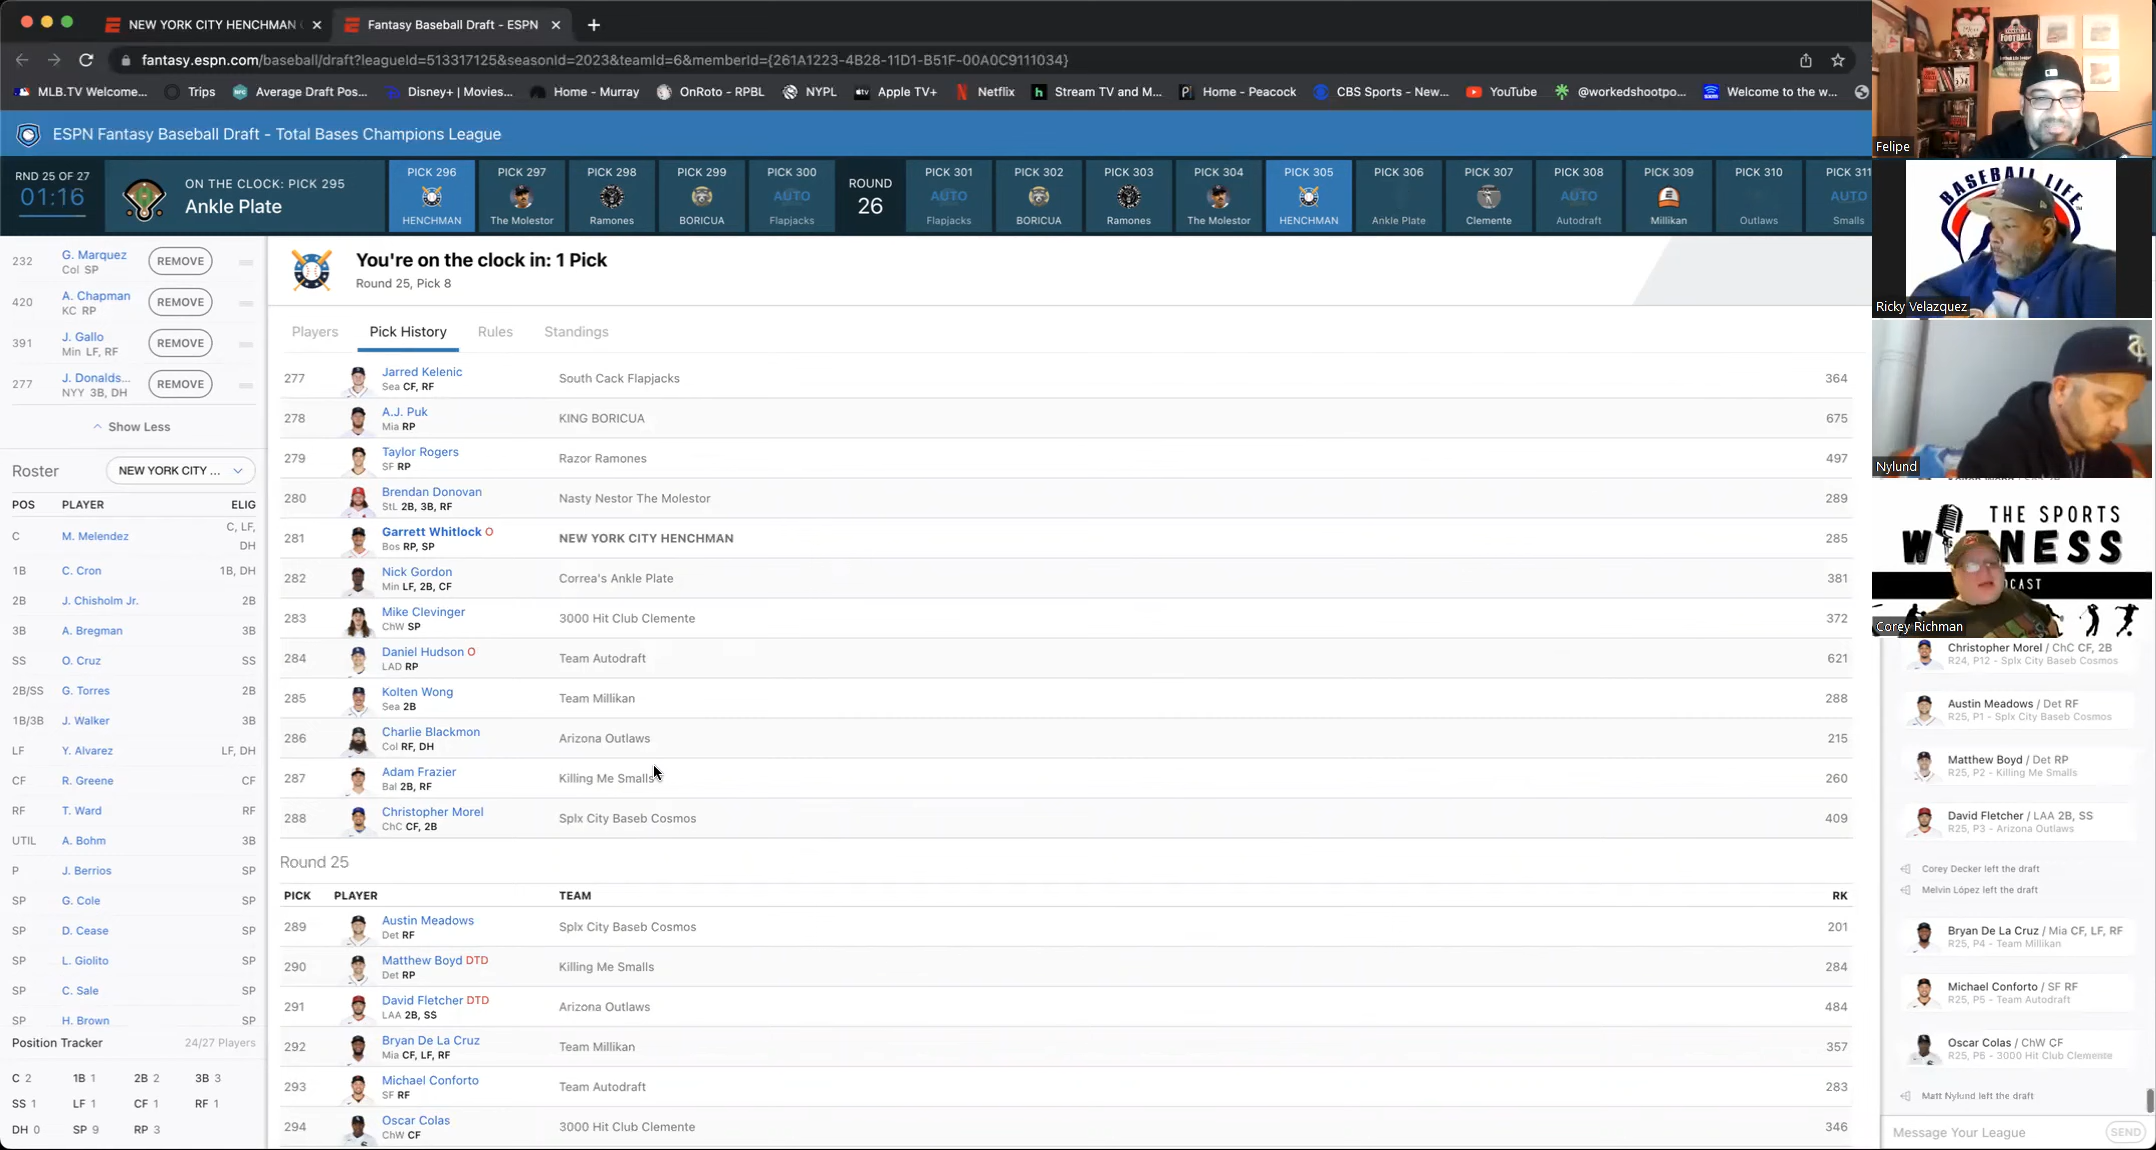 NEW YORK CITY HENCHMAN
Fantasy Baseball Draft - ESPN
fantasy.espn.com/baseball/draft?leagueId=513317125&seasonId=2023&teamId=6&memberId={261A1223-4B28-11D1-B51F-00A0C9111034}
MLB.TV Welcome... Trips Average Draft Pos... Disney+ | Movies... Home - Murray OnRoto - RPBL NYPL Apple TV+ Netflix Stream TV and M... Home - Peacock CBS Sports - New... YouTube @workedshootpo... Welcome to the w...
ESPN Fantasy Baseball Draft - Total Bases Champions League
RND 25 OF 27
01:16
ON THE CLOCK: PICK 295
Ankle Plate
PICK 296
HENCHMAN
PICK 297
The Molestor
PICK 298
Ramones
PICK 299
BORICUA
PICK 300
AUTO
Flapjacks
ROUND
26
PICK 301
AUTO
Flapjacks
PICK 302
BORICUA
PICK 303
Ramones
PICK 304
The Molestor
PICK 305
HENCHMAN
PICK 306
Ankle Plate
PICK 307
Clemente
PICK 308
AUTO
Autodraft
PICK 309
Millikan
PICK 310
Outlaws
PICK 311
AUTO
Smalls
232 G. Marquez REMOVE
Col SP
420 A. Chapman REMOVE
KC RP
391 J. Gallo REMOVE
Min LF, RF
277 J. Donalds... REMOVE
NYY 3B, DH
Show Less
Roster NEW YORK CITY ...
POS PLAYER ELIG
C M. Melendez C, LF, DH
1B C. Cron 1B, DH
2B J. Chisholm Jr. 2B
3B A. Bregman 3B
SS O. Cruz SS
2B/SS G. Torres 2B
1B/3B J. Walker 3B
LF Y. Alvarez LF, DH
CF R. Greene CF
RF T. Ward RF
UTIL A. Bohm 3B
P J. Berrios SP
SP G. Cole SP
SP D. Cease SP
SP L. Giolito SP
SP C. Sale SP
SP H. Brown SP
Position Tracker 24/27 Players
C 2 1B 1 2B 2 3B 3
SS 1 LF 1 CF 1 RF 1
DH 0 SP 9 RP 3
You're on the clock in: 1 Pick
Round 25, Pick 8
Players Pick History Rules Standings
277 Jarred Kelenic South Cack Flapjacks 364
Sea CF, RF
278 A.J. Puk KING BORICUA 675
Mia RP
279 Taylor Rogers Razor Ramones 497
SF RP
280 Brendan Donovan Nasty Nestor The Molestor 289
StL 2B, 3B, RF
281 Garrett Whitlock O NEW YORK CITY HENCHMAN 285
Bos RP, SP
282 Nick Gordon Correa's Ankle Plate 381
Min LF, 2B, CF
283 Mike Clevinger 3000 Hit Club Clemente 372
ChW SP
284 Daniel Hudson O Team Autodraft 621
LAD RP
285 Kolten Wong Team Millikan 288
Sea 2B
286 Charlie Blackmon Arizona Outlaws 215
Col RF, DH
287 Adam Frazier Killing Me Smalls 260
Bal 2B, RF
288 Christopher Morel Splx City Baseb Cosmos 409
ChC CF, 2B
Round 25
PICK PLAYER TEAM RK
289 Austin Meadows Splx City Baseb Cosmos 201
Det RF
290 Matthew Boyd DTD Killing Me Smalls 284
Det RP
291 David Fletcher DTD Arizona Outlaws 484
LAA 2B, SS
292 Bryan De La Cruz Team Millikan 357
Mia CF, LF, RF
293 Michael Conforto Team Autodraft 283
SF RF
294 Oscar Colas 3000 Hit Club Clemente 346
ChW CF
FOOTBALL
Felipe
BASEBALL LIFE
Ricky Velazquez
Nylund
THE SPORTS
W NESS
DCAST
Corey Richman
Christopher Morel / ChC CF, 2B
R24, P12 - Splx City Baseb Cosmos
Austin Meadows / Det RF
R25, P1 - Splx City Baseb Cosmos
Matthew Boyd / Det RP
R25, P2 - Killing Me Smalls
David Fletcher / LAA 2B, SS
R25, P3 - Arizona Outlaws
Corey Decker left the draft
Melvin López left the draft
Bryan De La Cruz / Mia CF, LF, RF
R25, P4 - Team Millikan
Michael Conforto / SF RF
R25, P5 - Team Autodraft
Oscar Colas / ChW CF
R25, P6 - 3000 Hit Club Clemente
Matt Nylund left the draft
Message Your League SEND